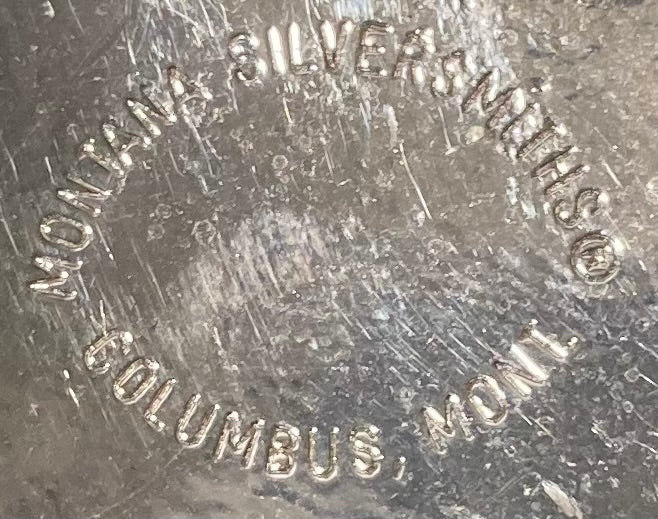 MONTANA SILVERSMITHS ®
COLUMBUS, MONT.